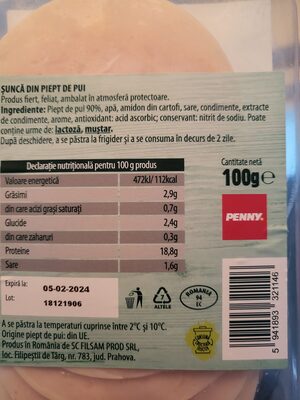 ȘUNCĂ DIN PIEPT DE PUI
Produs fiert, feliat, ambalat în atmosferă protectoare.
Ingrediente: Piept de pui 90%, apă, amidon din cartofi, sare, condimente, extracte
de condimente, arome, antioxidant: acid ascorbic; conservant: nitrit de sodiu. Poate
conține urme de: lactoză, muștar.
După deschidere, a se păstra la frigider și a se consuma în decurs de 2 zile.
Declarație nutrițională pentru 100 g produs
Valoare energetică 472kJ/112kcal
Grăsimi 2,9g
din care acizi grași saturați 0,7g
Glucide 2,4g
din care zaharuri 0,3g
Proteine 18,8g
Sare 1,6g
Cantitate netă
100g e
PENNY.
Expiră la:
05-02-2024
Lot:
18121906
7
ALTELE
ROMANIA
94
EC
5 941893 321146
A se păstra la temperaturi cuprinse între 2°C și 10°C.
Origine piept de pui: din UE.
Produs în România de SC FILSAM PROD SRL,
loc. Filipeștii de Târg, nr. 783, jud. Prahova.